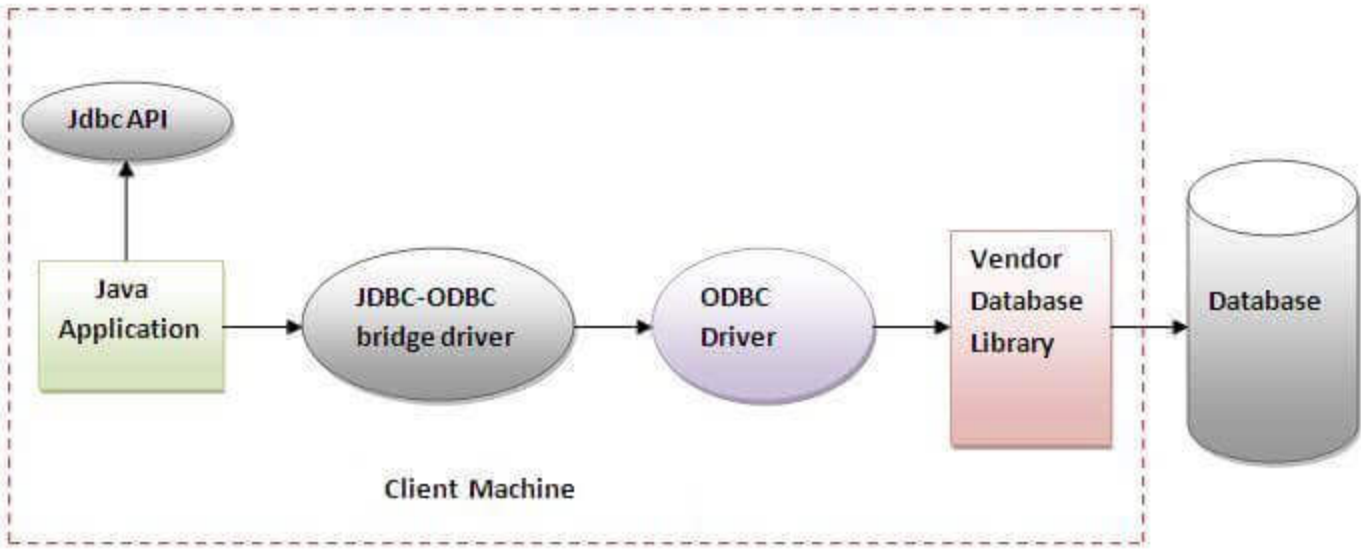 Jdbc API
Java
Application
JDBC-ODBC
bridge driver
ODBC
Driver
Vendor
Database
Library
Database
Client Machine